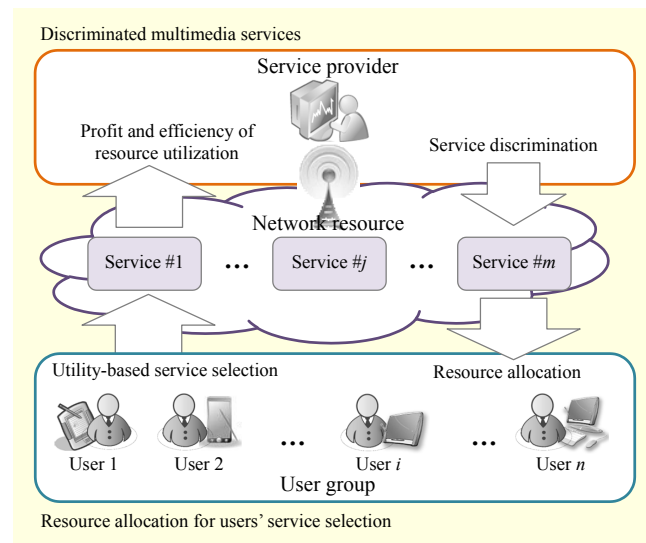 Discriminated multimedia services
Service provider
Profit and efficiency of
resource utilization
Service discrimination
Network resource
Service #1
...
Service #j
...
Service #m
Utility-based service selection
Resource allocation
...
...
User 1
User 2
User i
User n
User group
Resource allocation for users’ service selection